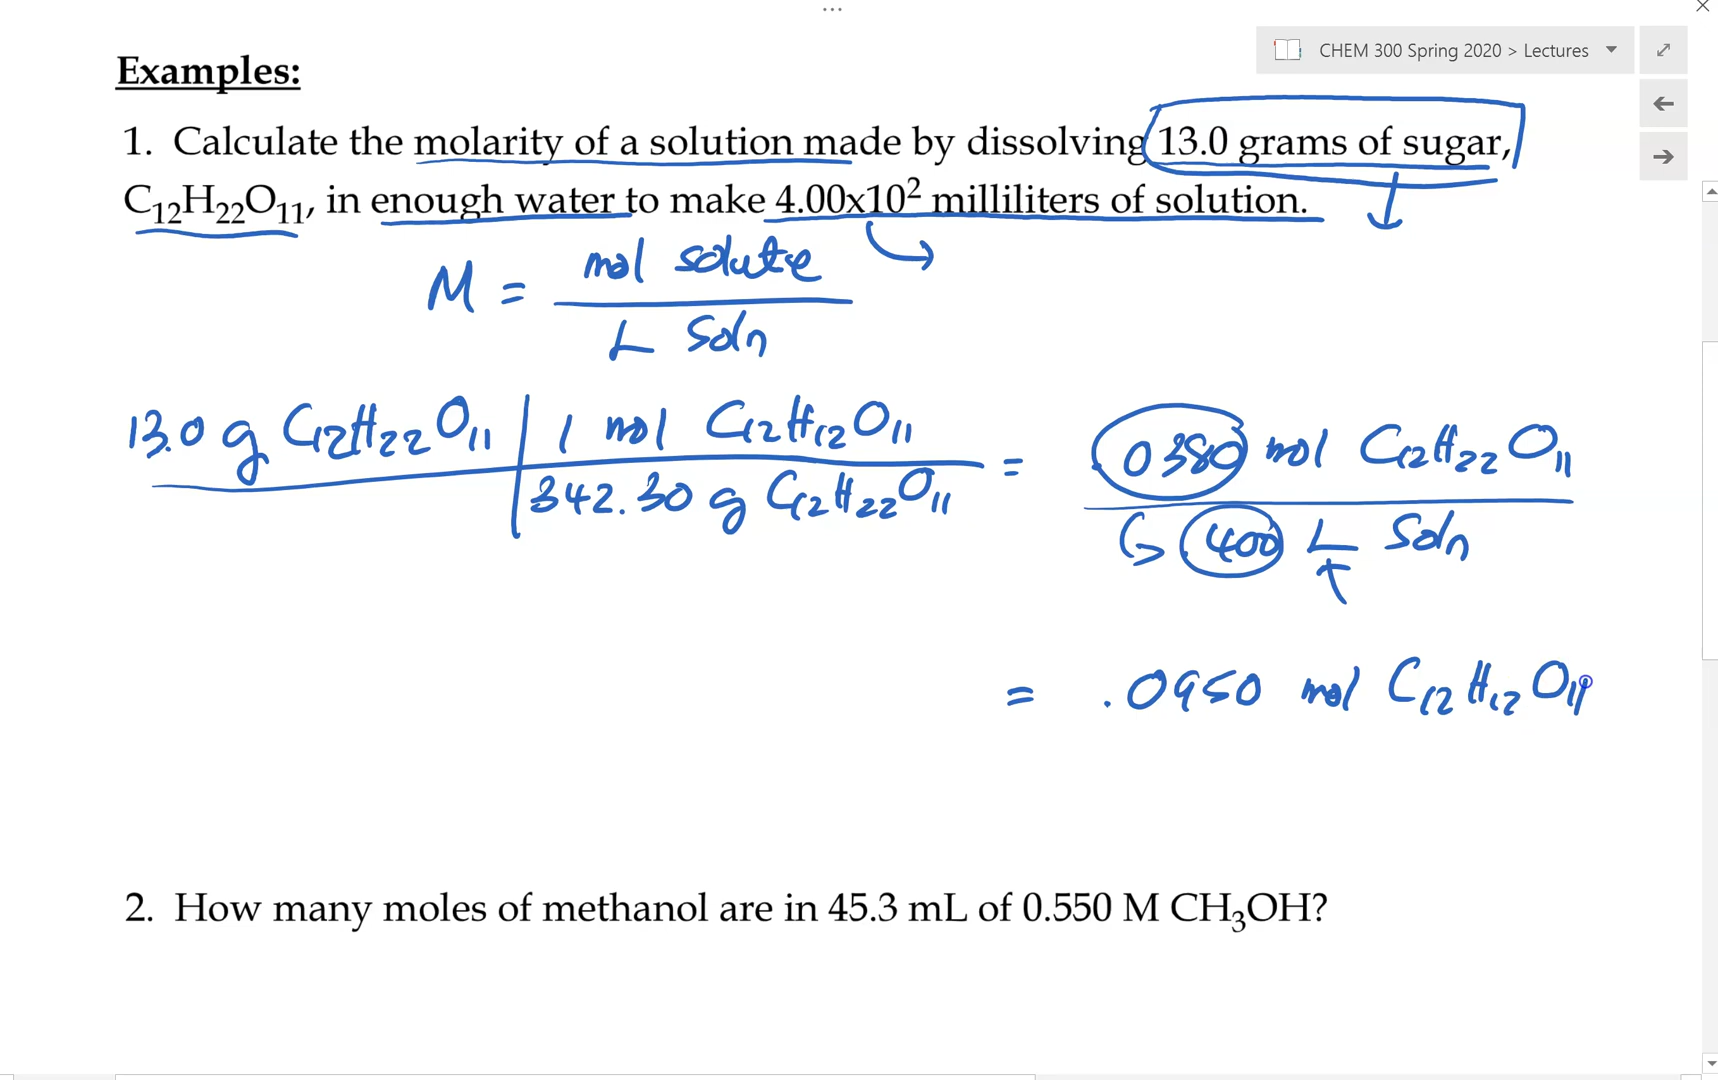 ...
CHEM 300 Spring 2020 > Lectures
Examples:
1. Calculate the molarity of a solution made by dissolving 13.0 grams of sugar,
C₁₂H₂₂O₁₁, in enough water to make 4.00x10² milliliters of solution.
M = mol solute
L soln
13.0 g C₁₂H₂₂O₁₁ | 1 mol C₁₂H₁₂O₁₁ = .0380 mol C₁₂H₂₂O₁₁
342.30 g C₁₂H₂₂O₁₁ .400 L soln
= .0950 mol C₁₂H₁₂O₁₁
2. How many moles of methanol are in 45.3 mL of 0.550 M CH₃OH?